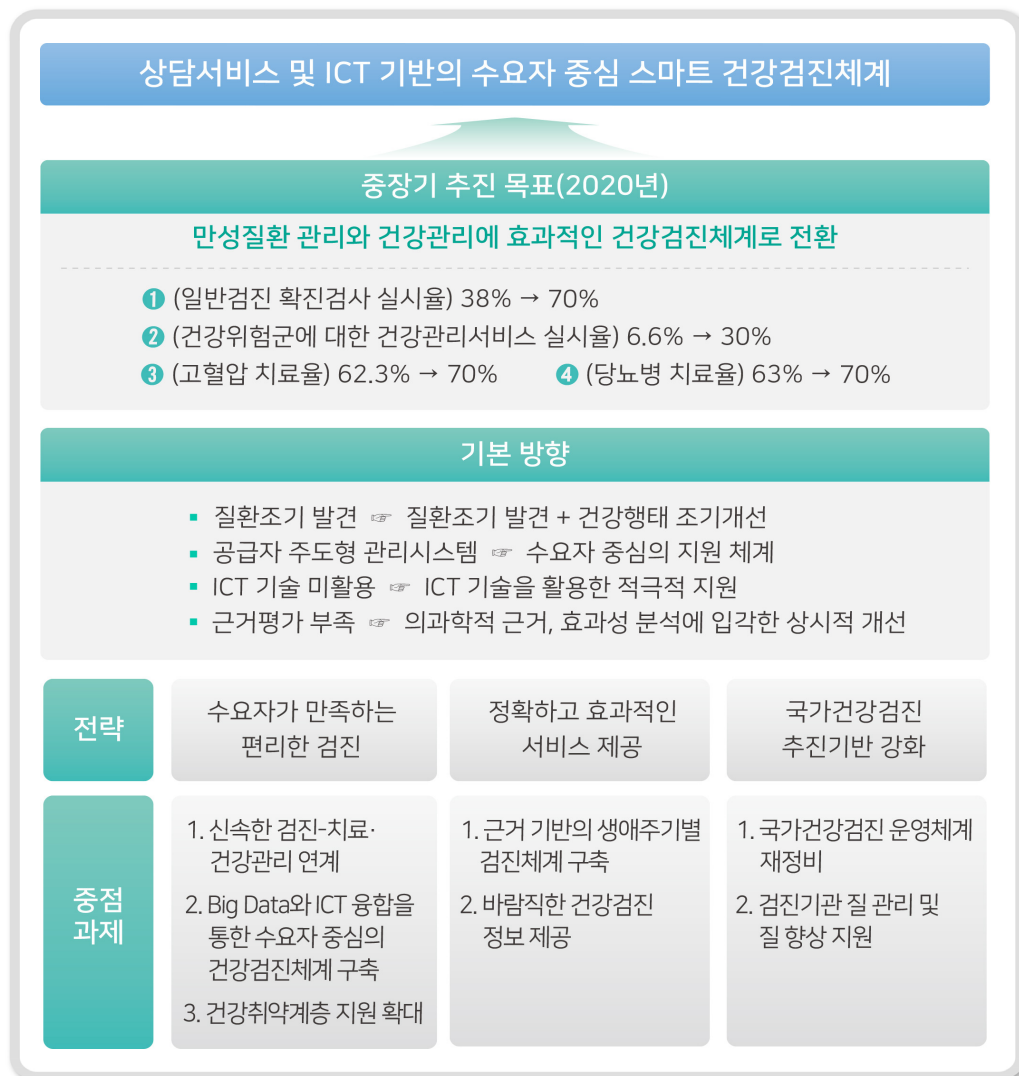 상담서비스 및 ICT 기반의 수요자 중심 스마트 건강검진체계
중장기 추진 목표(2020년)
만성질환 관리와 건강관리에 효과적인 건강검진체계로 전환
❶ (일반검진 확진검사 실시율) 38% → 70%
❷ (건강위험군에 대한 건강관리서비스 실시율) 6.6% → 30%
❸ (고혈압 치료율) 62.3% → 70% ❹ (당뇨병 치료율) 63% → 70%
기본 방향
▪ 질환조기 발견 ☞ 질환조기 발견 + 건강행태 조기개선
▪ 공급자 주도형 관리시스템 ☞ 수요자 중심의 지원 체계
▪ ICT 기술 미활용 ☞ ICT 기술을 활용한 적극적 지원
▪ 근거평가 부족 ☞ 의과학적 근거, 효과성 분석에 입각한 상시적 개선
전략
수요자가 만족하는
편리한 검진
정확하고 효과적인
서비스 제공
국가건강검진
추진기반 강화
중점
과제
1. 신속한 검진-치료·
건강관리 연계
2. Big Data와 ICT 융합을
통한 수요자 중심의
건강검진체계 구축
3. 건강취약계층 지원 확대
1. 근거 기반의 생애주기별
검진체계 구축
2. 바람직한 건강검진
정보 제공
1. 국가건강검진 운영체계
재정비
2. 검진기관 질 관리 및
질 향상 지원